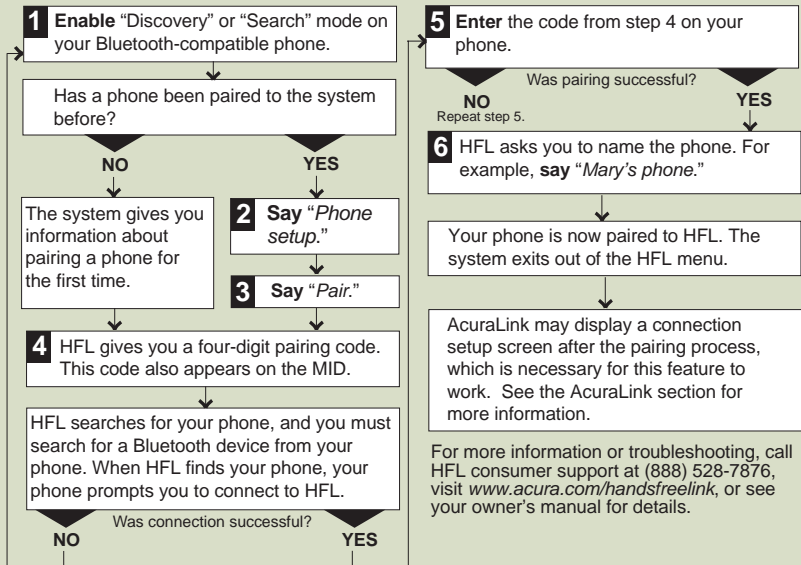 1 Enable “Discovery” or “Search” mode on
your Bluetooth-compatible phone.
Has a phone been paired to the system
before?
NO
YES
The system gives you
information about
pairing a phone for
the first time.
2 Say “Phone
setup.”
3 Say “Pair.”
4 HFL gives you a four-digit pairing code.
This code also appears on the MID.
HFL searches for your phone, and you must
search for a Bluetooth device from your
phone. When HFL finds your phone, your
phone prompts you to connect to HFL.
Was connection successful?
NO
YES
5 Enter the code from step 4 on your
phone.
Was pairing successful?
NO
Repeat step 5.
YES
6 HFL asks you to name the phone. For
example, say “Mary’s phone.”
Your phone is now paired to HFL. The
system exits out of the HFL menu.
AcuraLink may display a connection
setup screen after the pairing process,
which is necessary for this feature to
work. See the AcuraLink section for
more information.
For more information or troubleshooting, call
HFL consumer support at (888) 528-7876,
visit www.acura.com/handsfreelink, or see
your owner’s manual for details.